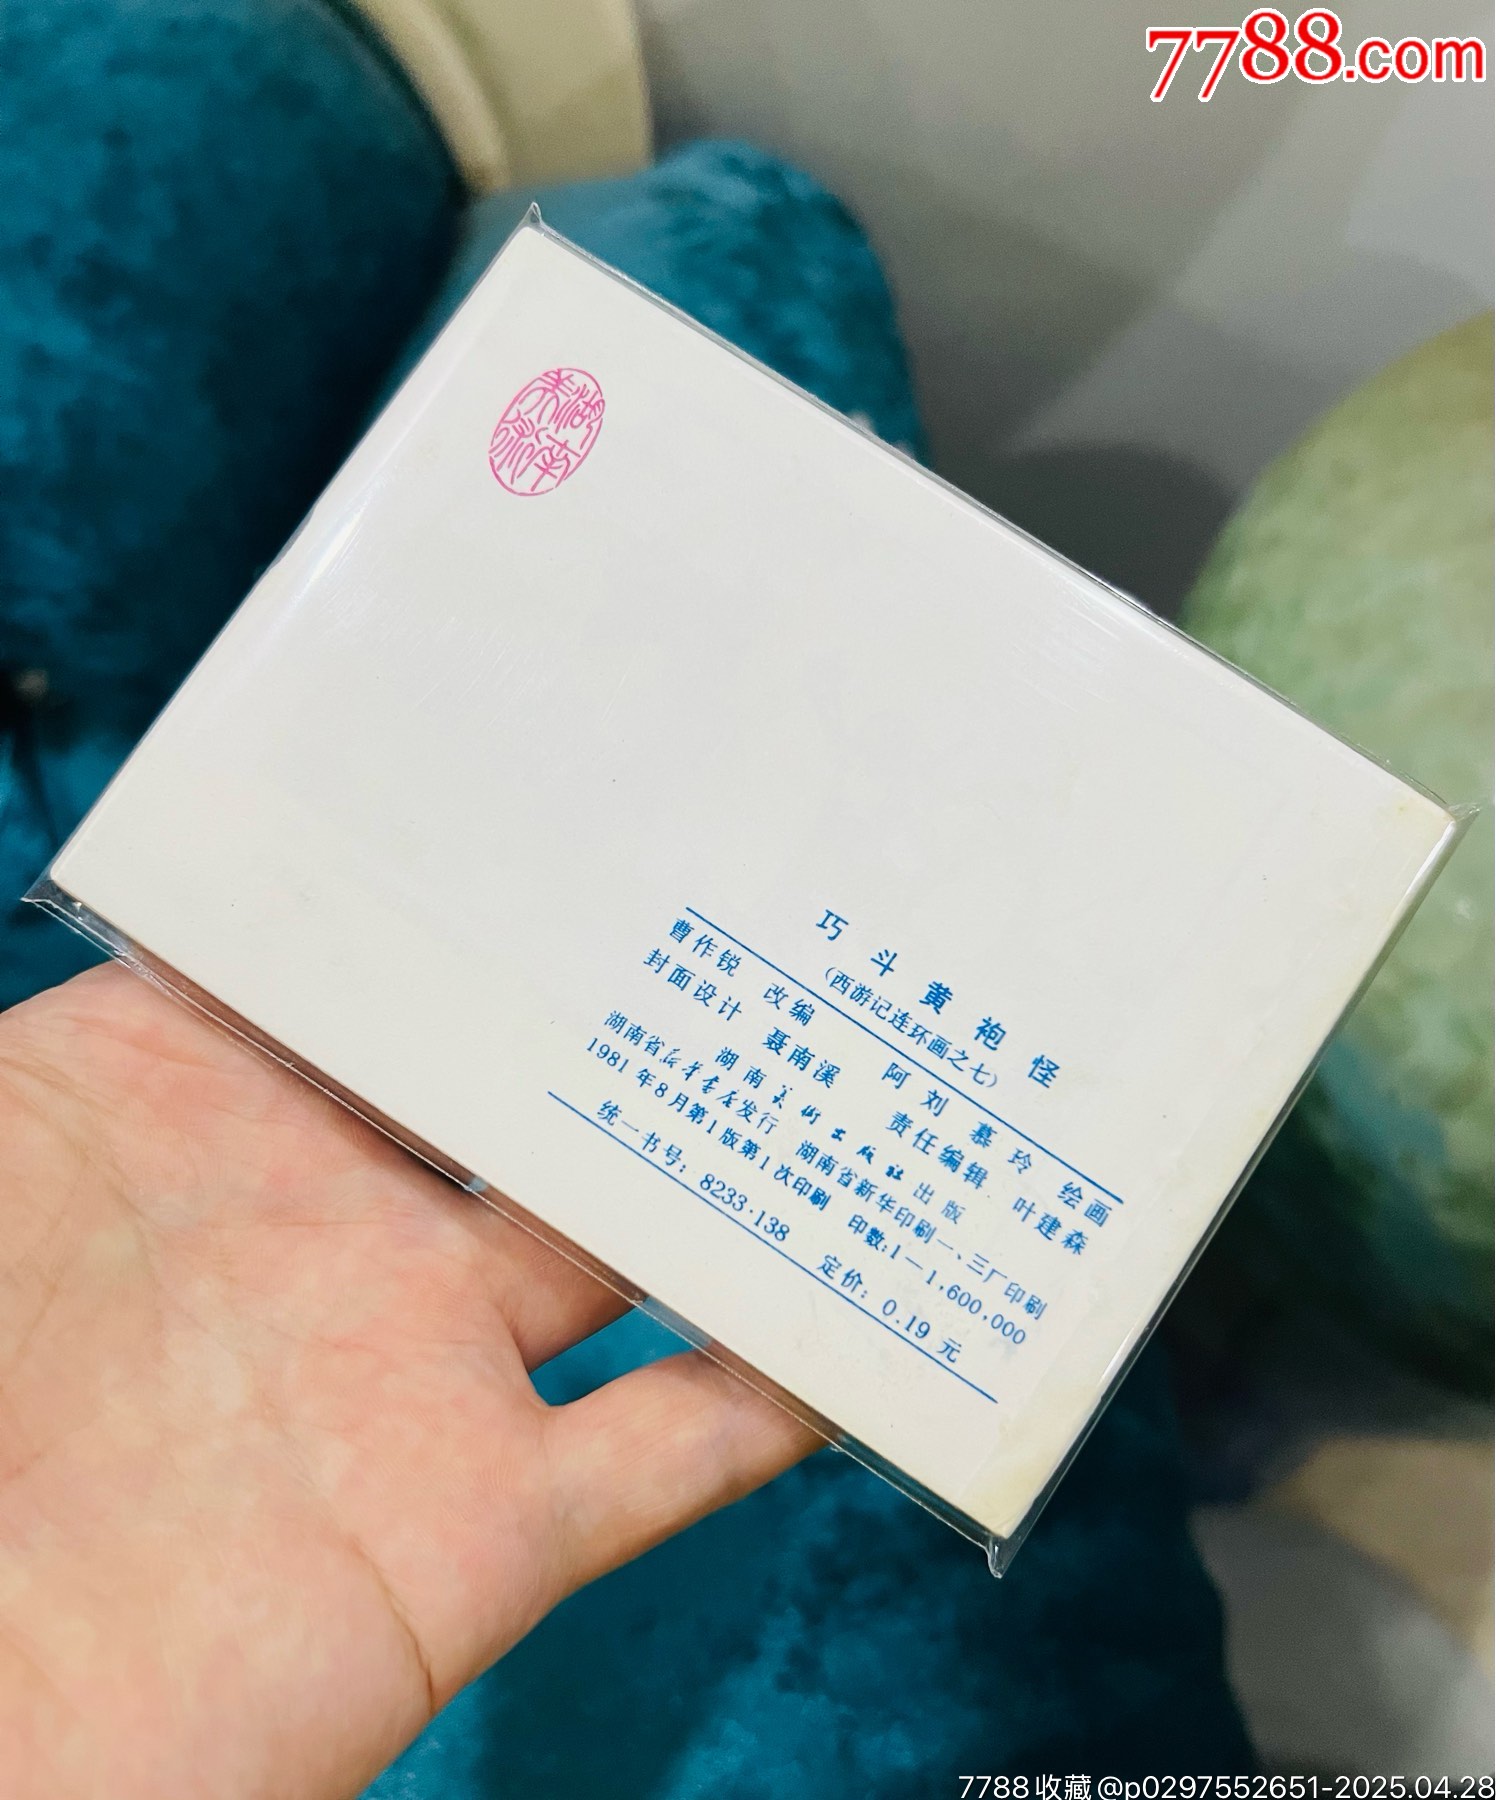 7788.com
湖南美术
巧斗黄袍怪
(西游记连环画之七)
曹作锐 改编 阿刘慕玲 绘画
封面设计 聂南溪 责任编辑 叶建森
湖南美术出版社出版
湖南省新华书店发行 湖南省新华印刷一、三厂印刷
1981年8月第1版第1次印刷 印数:1—1,600,000
统一书号:8233·138 定价:0.19元
7788收藏@p0297552651-2025.04.28